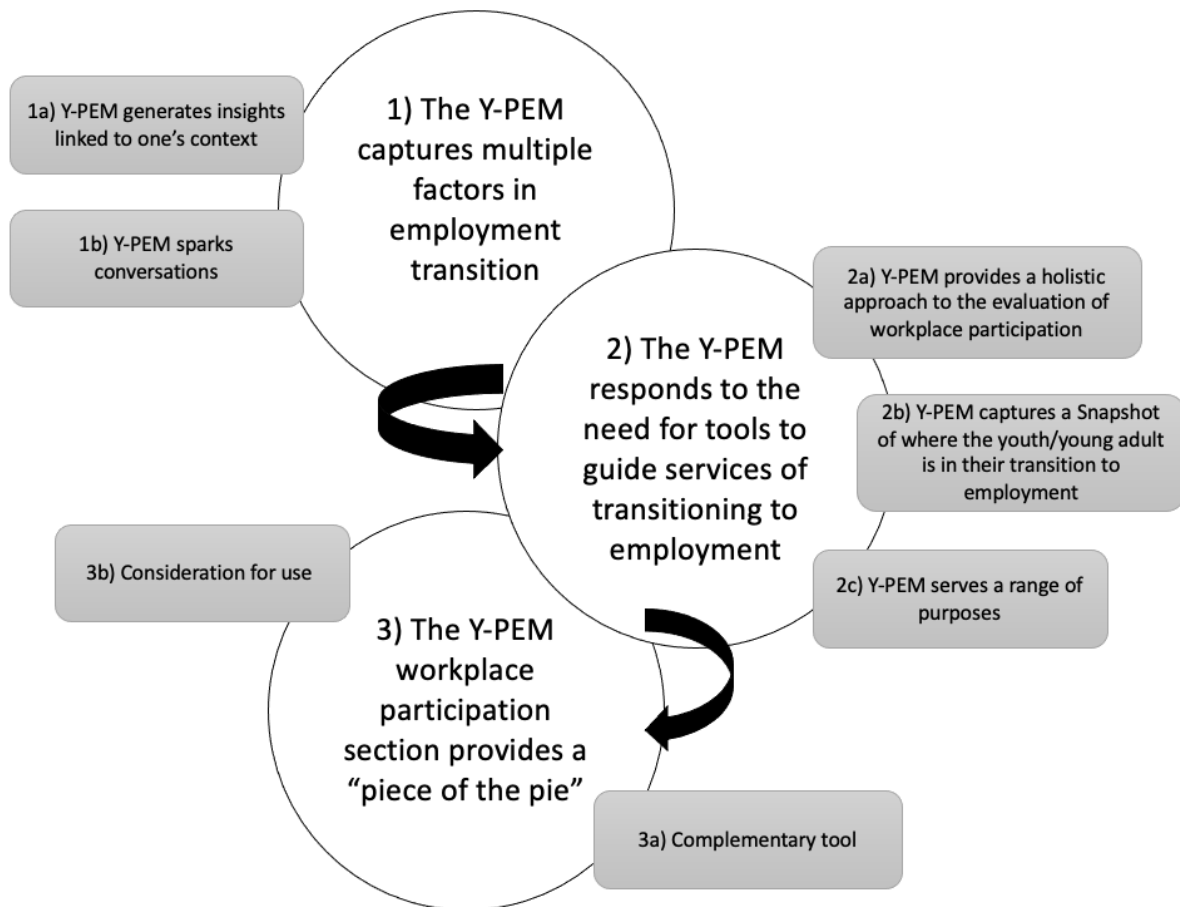 1) The Y-PEM
captures multiple
factors in
employment
transition
1a) Y-PEM generates insights
linked to one’s context
1b) Y-PEM sparks
conversations
2) The Y-PEM
responds to the
need for tools to
guide services of
transitioning to
employment
2a) Y-PEM provides a holistic
approach to the evaluation of
workplace participation
2b) Y-PEM captures a Snapshot
of where the youth/young adult
is in their transition to
employment
2c) Y-PEM serves a range of
purposes
3) The Y-PEM
workplace
participation
section provides a
“piece of the pie”
3b) Consideration for use
3a) Complementary tool